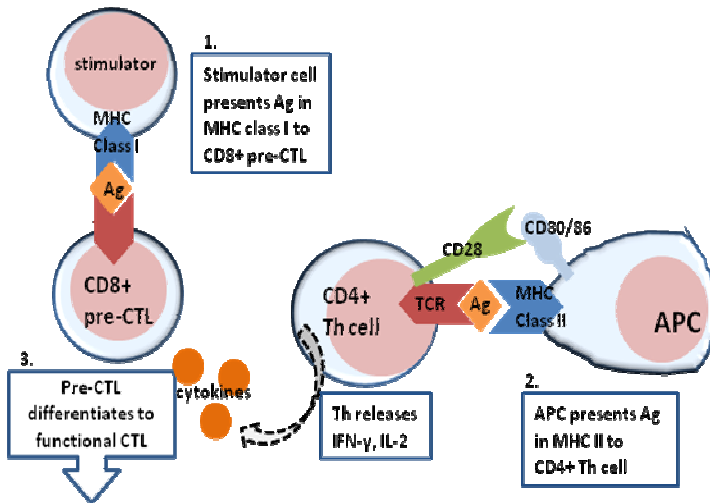 stimulator
MHC
Class I
Ag
CD8+
pre-CTL
1.
Stimulator cell
presents Ag in
MHC class I to
CD8+ pre-CTL
CD28
CD80/86
CD4+
Th cell
TCR
Ag
MHC
Class II
APC
2.
APC presents Ag
in MHC II to
CD4+ Th cell
Th releases
IFN-γ, IL-2
cytokines
3.
Pre-CTL
differentiates to
functional CTL